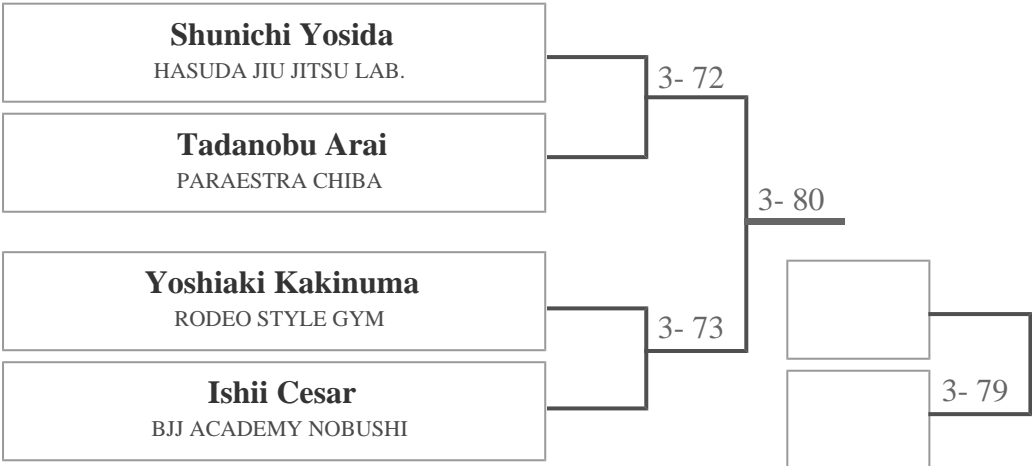 Shunichi Yosida
HASUDA JIU JITSU LAB.
3- 72
Tadanobu Arai
PARAESTRA CHIBA
3- 80
Yoshiaki Kakinuma
RODEO STYLE GYM
3- 73
Ishii Cesar
BJJ ACADEMY NOBUSHI
3- 79